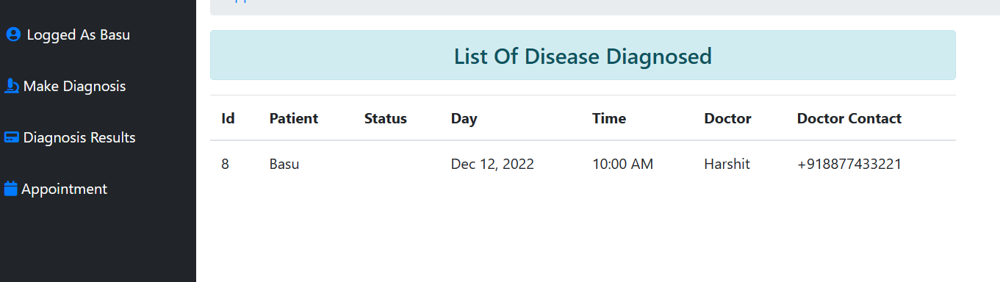 Logged As Basu
Make Diagnosis
Diagnosis Results
Appointment
List Of Disease Diagnosed
Id Patient Status Day Time Doctor Doctor Contact
8 Basu Dec 12, 2022 10:00 AM Harshit +918877433221